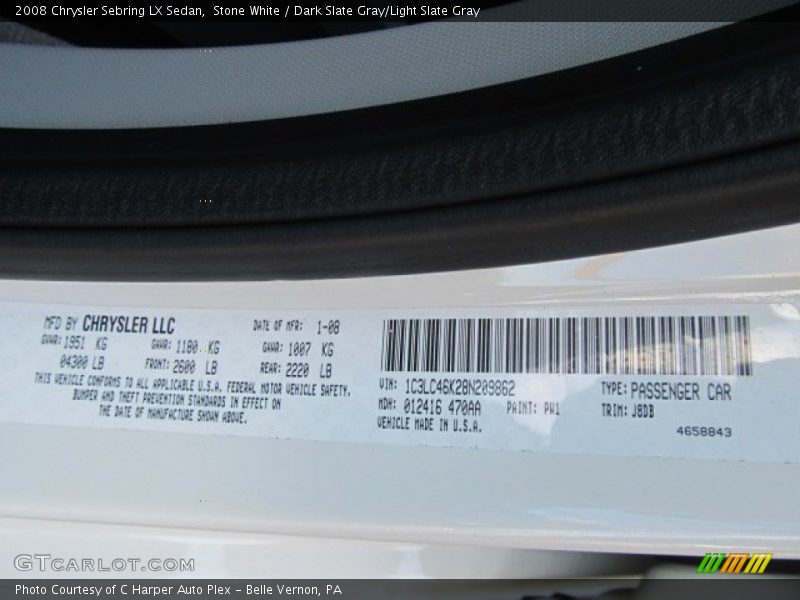 2008 Chrysler Sebring LX Sedan, Stone White / Dark Slate Gray/Light Slate Gray
MFD BY CHRYSLER LLC DATE OF MFR: 1-08
GVWR: 1951 KG GAWR: 1180 KG GAWR: 1007 KG
04300 LB FRONT: 2600 LB REAR: 2220 LB
THIS VEHICLE CONFORMS TO ALL APPLICABLE U.S.A. FEDERAL MOTOR VEHICLE SAFETY,
BUMPER AND THEFT PREVENTION STANDARDS IN EFFECT ON
THE DATE OF MANUFACTURE SHOWN ABOVE.
VIN: 1C3LC46K28N209862 TYPE: PASSENGER CAR
MDH: 012416 470AA PAINT: PW1 TRIM: J8DB
VEHICLE MADE IN U.S.A.
4658843
GTCARLOT.COM
Photo Courtesy of C Harper Auto Plex - Belle Vernon, PA